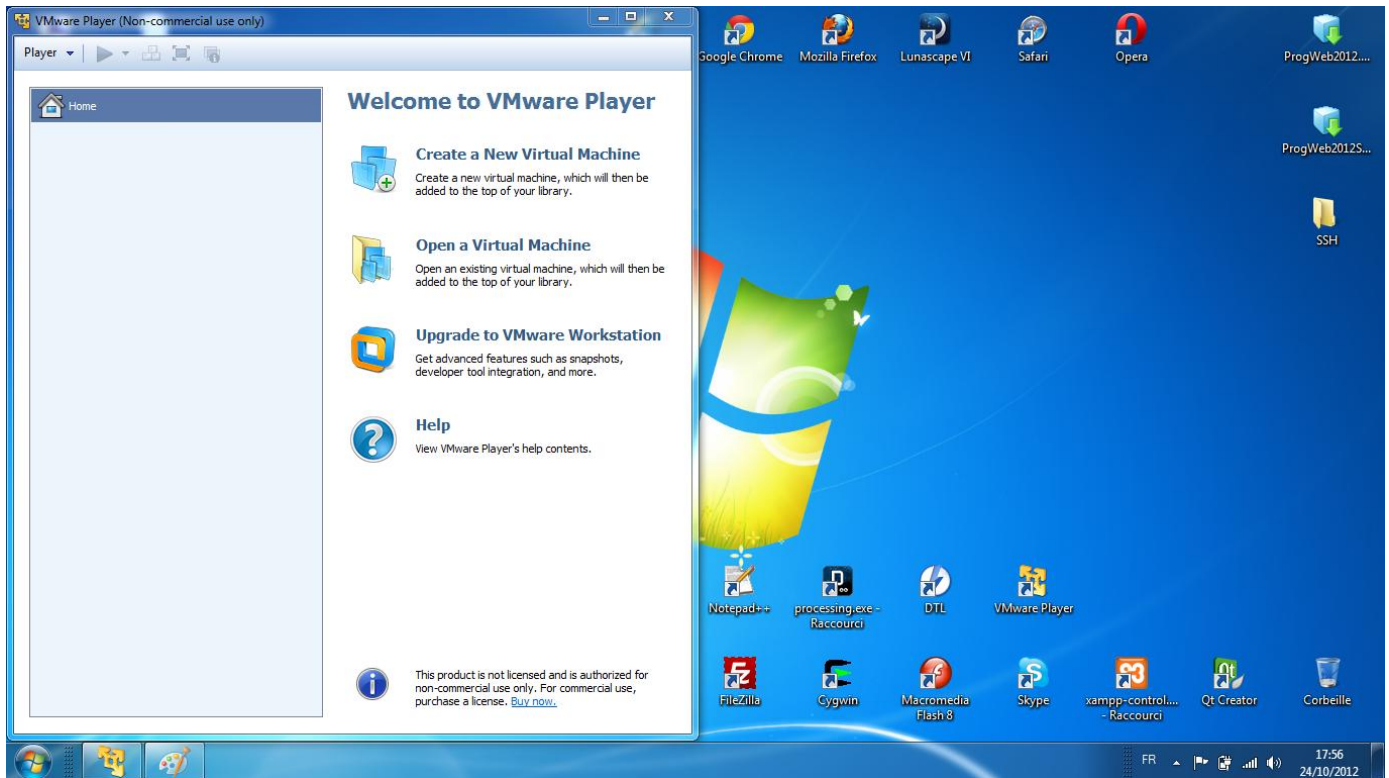 VMware Player (Non-commercial use only)
Player
Home
Welcome to VMware Player
Create a New Virtual Machine
Create a new virtual machine, which will then be
added to the top of your library.
Open a Virtual Machine
Open an existing virtual machine, which will then be
added to the top of your library.
Upgrade to VMware Workstation
Get advanced features such as snapshots,
developer tool integration, and more.
Help
View VMware Player's help contents.
This product is not licensed and is authorized for
non-commercial use only. For commercial use,
purchase a license. Buy now.
Google Chrome
Mozilla Firefox
Lunascape VI
Safari
Opera
ProgWeb2012....
ProgWeb2012S...
SSH
Notepad++
processing.exe -
Raccourci
DTL
VMware Player
FileZilla
Cygwin
Macromedia
Flash 8
Skype
xampp-control....
- Raccourci
Qt Creator
Corbeille
FR
17:56
24/10/2012